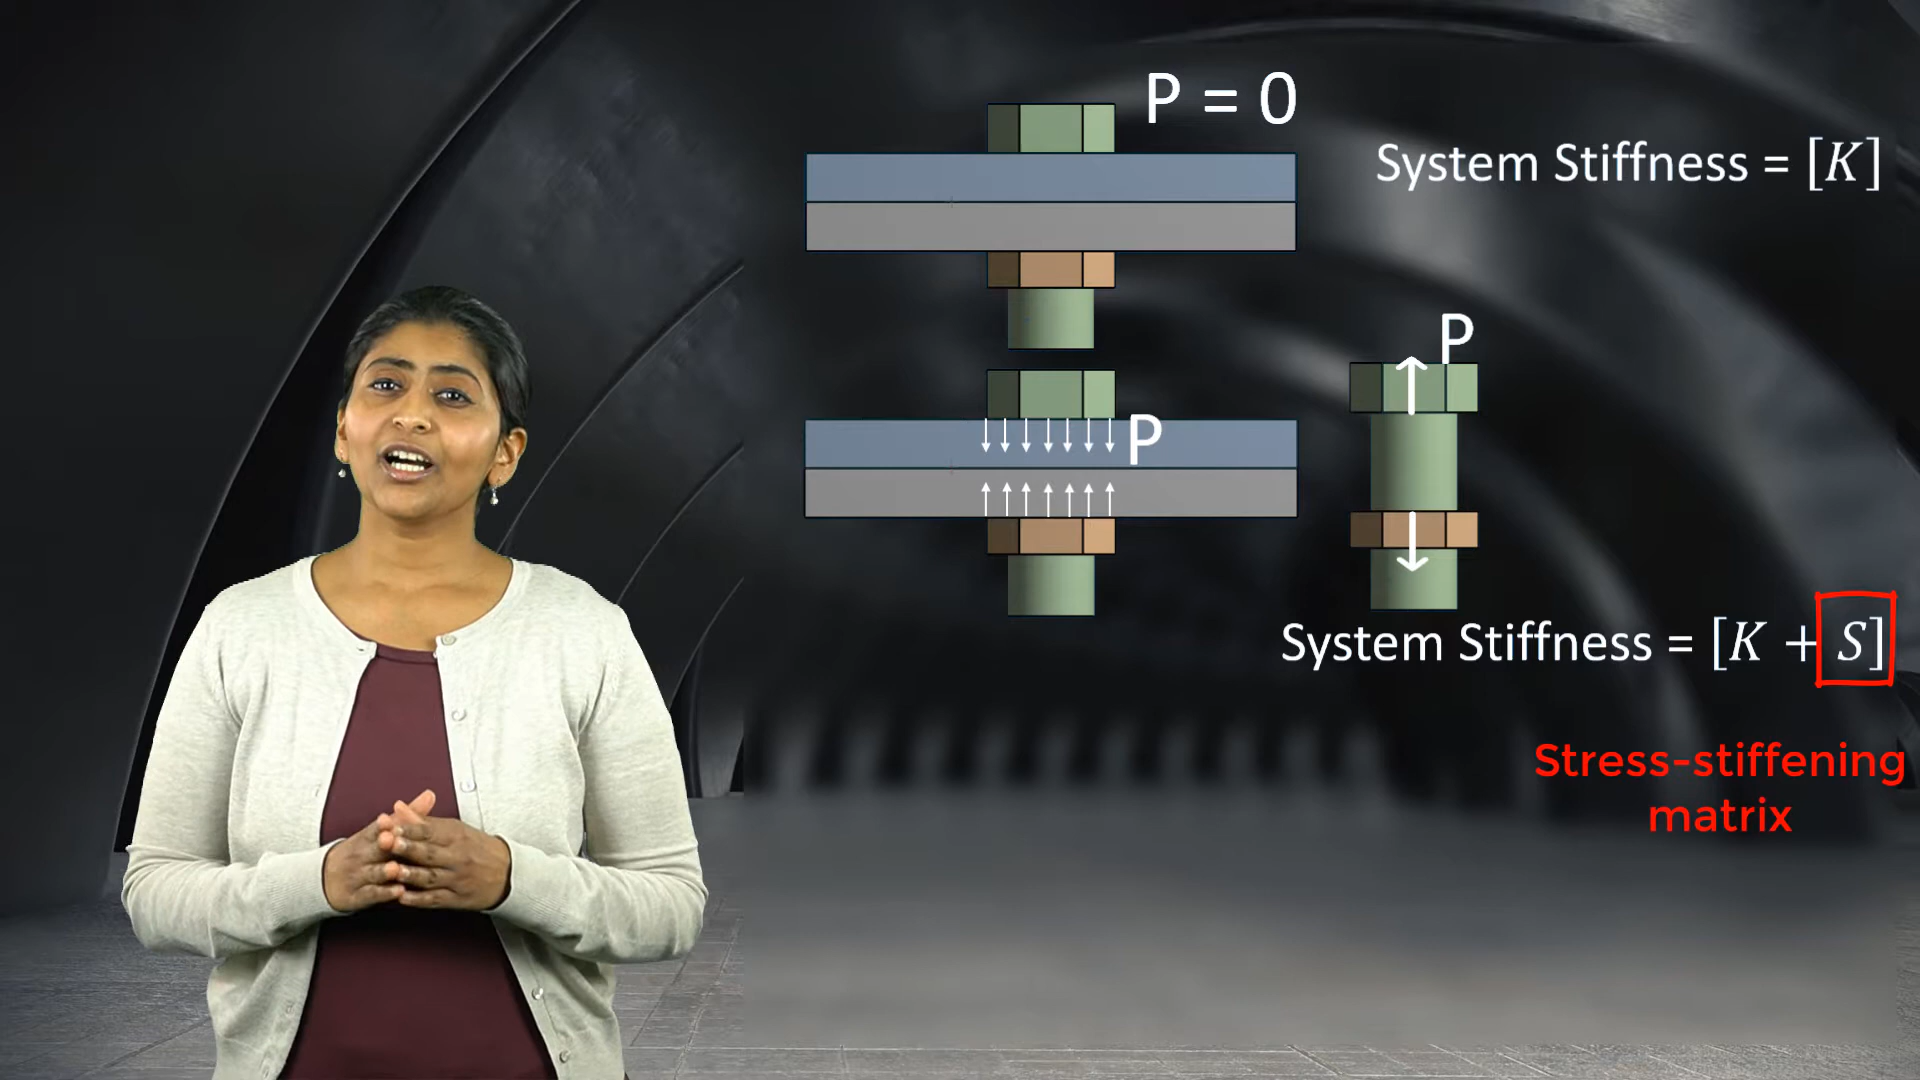 P = 0
System Stiffness = [K]
P
P
System Stiffness = [K + S]
Stress-stiffening
matrix